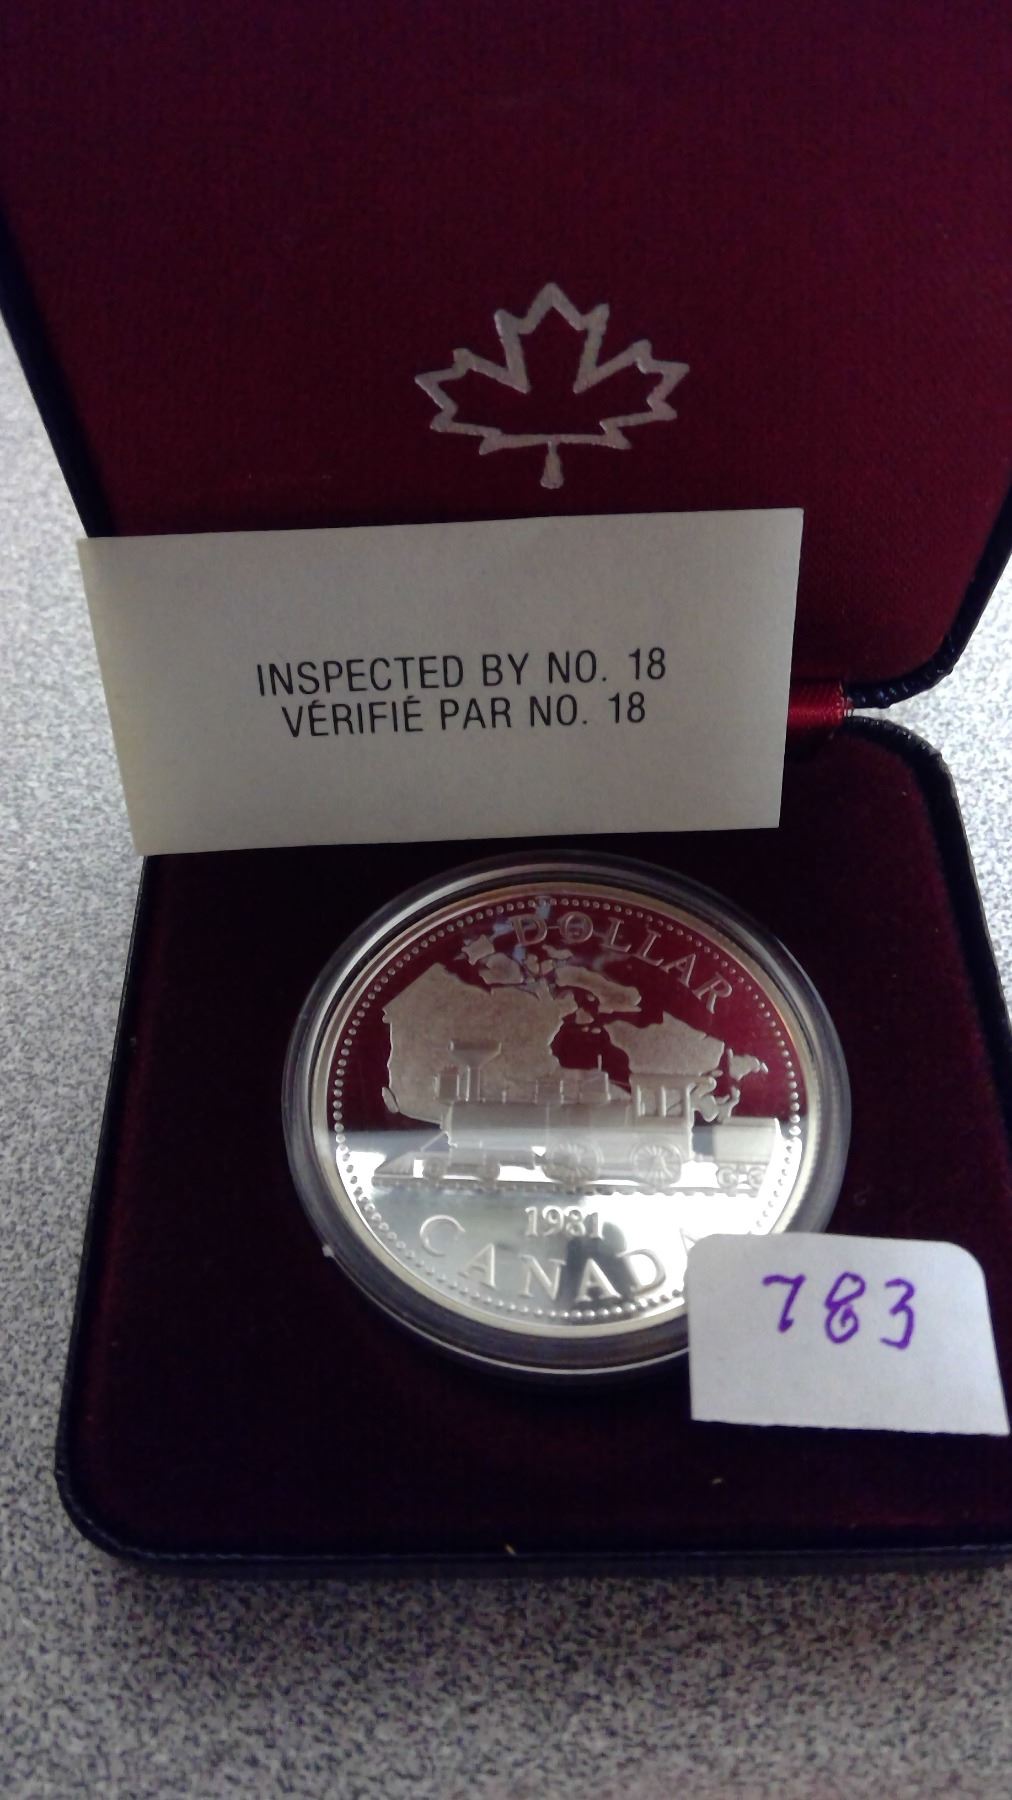 INSPECTED BY NO. 18
VÉRIFIÉ PAR NO. 18
DOLLAR
1981
CANADA
783